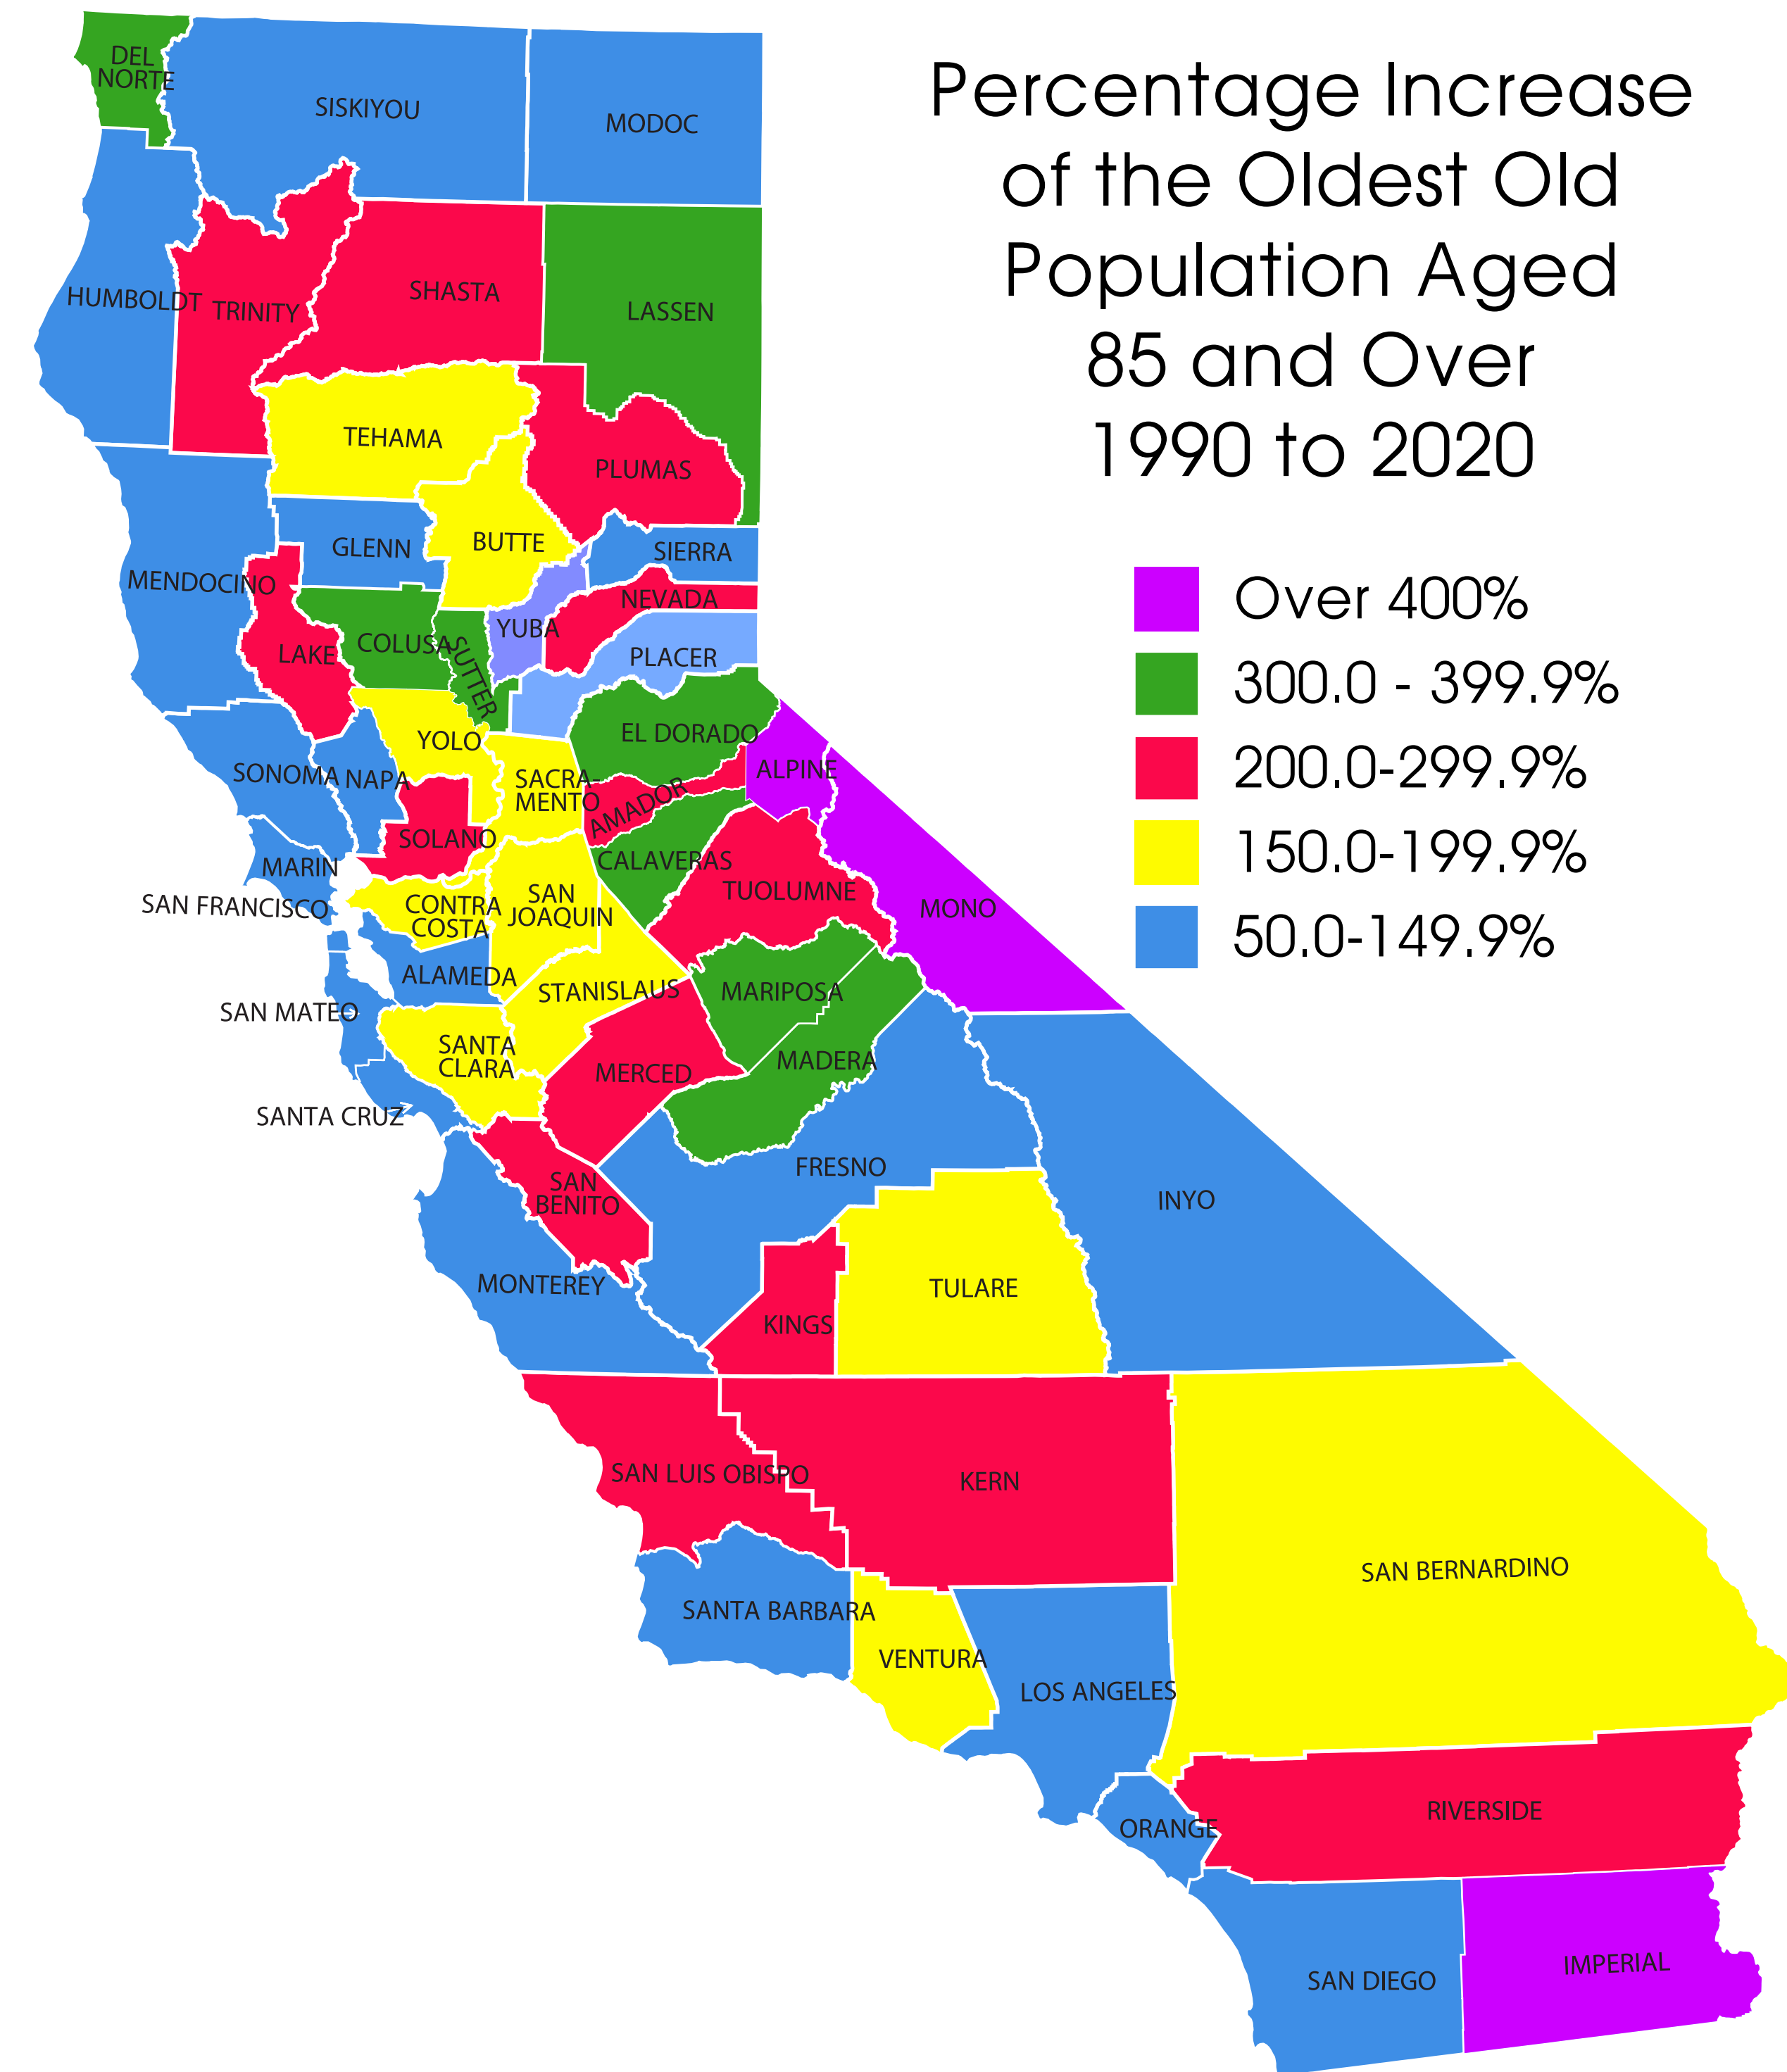 Percentage Increase
of the Oldest Old
Population Aged
85 and Over
1990 to 2020
Over 400%
300.0 - 399.9%
200.0-299.9%
150.0-199.9%
50.0-149.9%
DEL
NORTE
SISKIYOU
MODOC
HUMBOLDT
TRINITY
SHASTA
LASSEN
TEHAMA
PLUMAS
MENDOCINO
GLENN
BUTTE
SIERRA
NEVADA
YUBA
COLUSA
SUTTER
LAKE
PLACER
EL DORADO
YOLO
SONOMA
NAPA
SACRA-
MENTO
ALPINE
AMADOR
SOLANO
CALAVERAS
MARIN
TUOLUMNE
MONO
SAN FRANCISCO
CONTRA
COSTA
SAN
JOAQUIN
ALAMEDA
STANISLAUS
MARIPOSA
SAN MATEO
SANTA
CLARA
MERCED
MADERA
SANTA CRUZ
FRESNO
SAN
BENITO
INYO
MONTEREY
TULARE
KINGS
SAN LUIS OBISPO
KERN
SAN BERNARDINO
SANTA BARBARA
VENTURA
LOS ANGELES
RIVERSIDE
ORANGE
SAN DIEGO
IMPERIAL